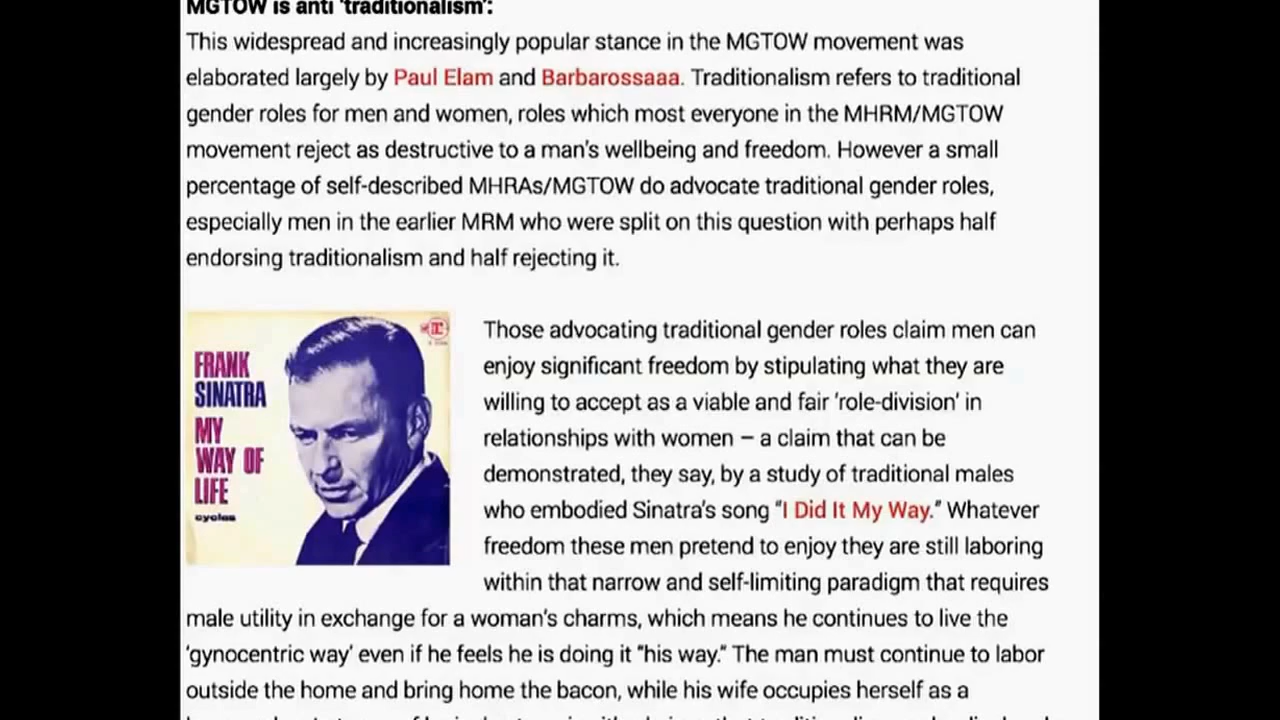 MGTOW is anti 'traditionalism':
This widespread and increasingly popular stance in the MGTOW movement was
elaborated largely by Paul Elam and Barbarossaaa. Traditionalism refers to traditional
gender roles for men and women, roles which most everyone in the MHRM/MGTOW
movement reject as destructive to a man's wellbeing and freedom. However a small
percentage of self-described MHRAs/MGTOW do advocate traditional gender roles,
especially men in the earlier MRM who were split on this question with perhaps half
endorsing traditionalism and half rejecting it.
FRANK
SINATRA
MY
WAY OF
LIFE
cycles
Those advocating traditional gender roles claim men can
enjoy significant freedom by stipulating what they are
willing to accept as a viable and fair 'role-division' in
relationships with women – a claim that can be
demonstrated, they say, by a study of traditional males
who embodied Sinatra's song "I Did It My Way." Whatever
freedom these men pretend to enjoy they are still laboring
within that narrow and self-limiting paradigm that requires
male utility in exchange for a woman's charms, which means he continues to live the
'gynocentric way' even if he feels he is doing it "his way." The man must continue to labor
outside the home and bring home the bacon, while his wife occupies herself as a